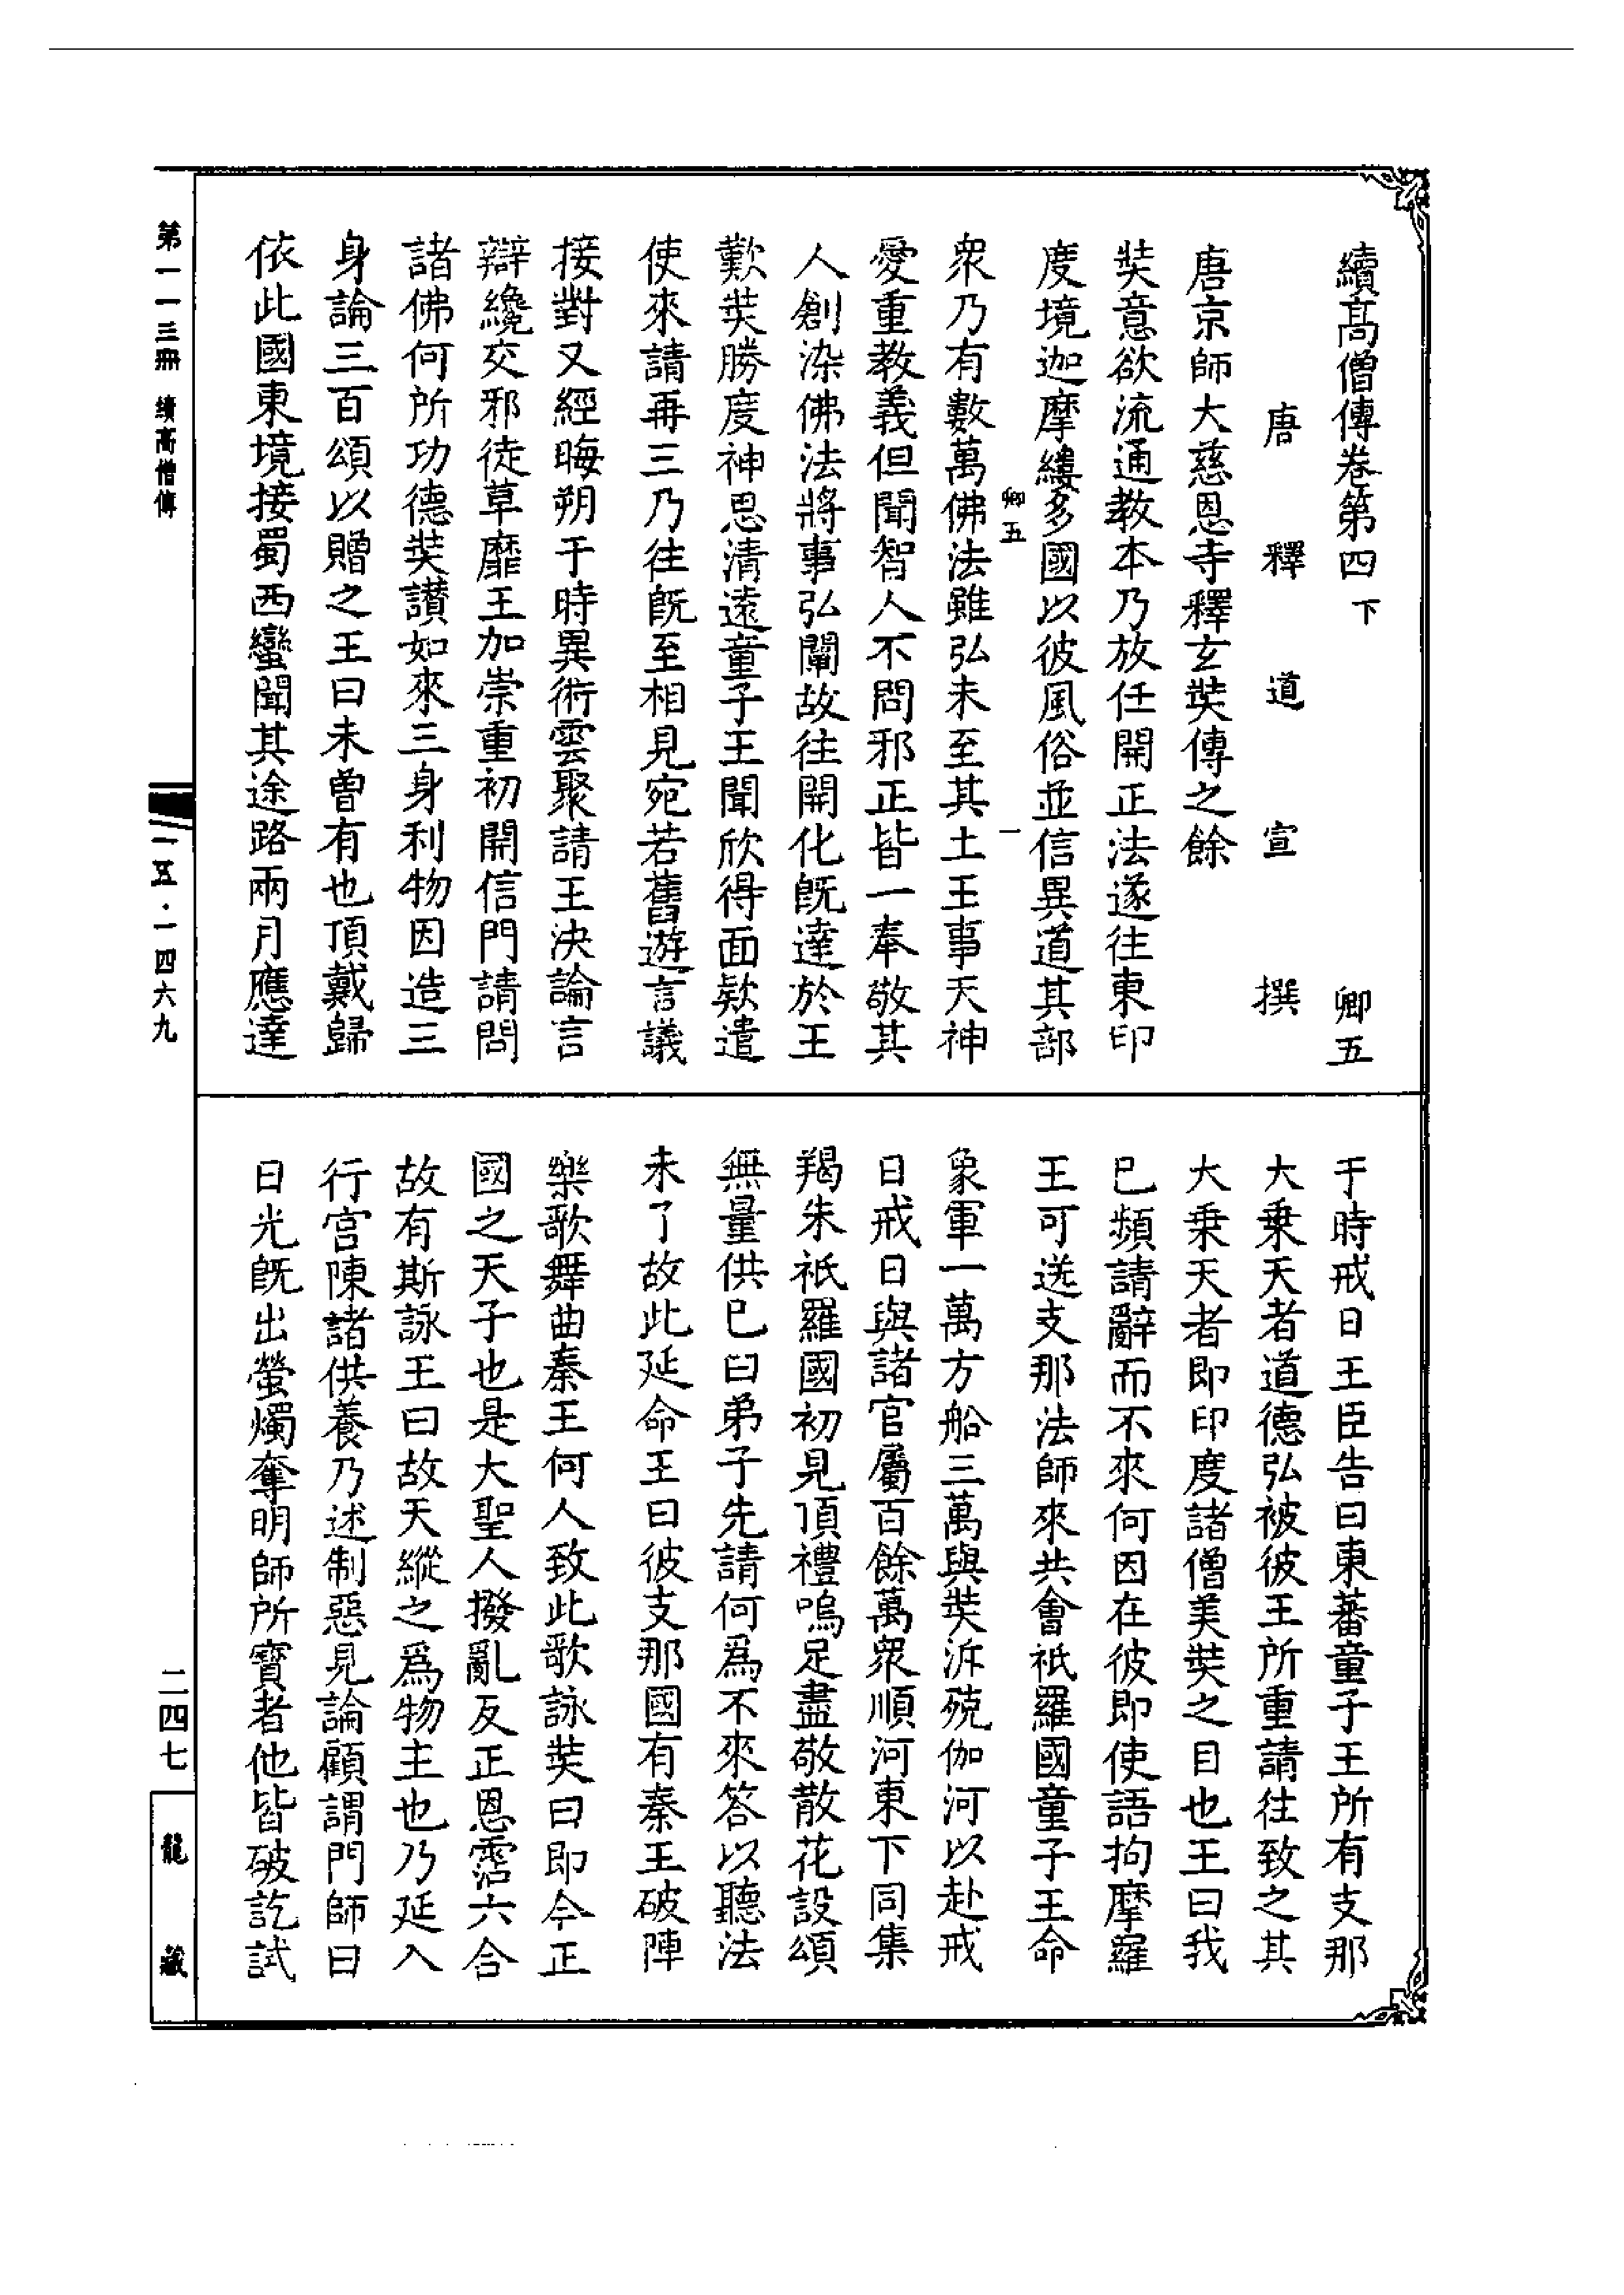 續高僧傳卷第四下 卿五
唐 釋 道 宣 撰
唐京師大慈恩寺釋玄奘傳之餘
奘意欲流通教本乃放任開正法遂往東印
度境迦摩縷多國以彼風俗並信異道其部
卿五 一
衆乃有數萬佛法雖弘未至其土王事天神
愛重教義但聞智人不問邪正皆一奉敬其
人創染佛法將事弘闡故往開化既達於王
歎奘勝度神思清遠童子王聞欣得面欵遣
使來請再三乃往既至相見宛若舊遊言議
接對又經晦朔于時異術雲聚請王決論言
辯纔交邪徒草靡王加崇重初開信門請問
諸佛何所功德奘讃如來三身利物因造三
身論三百頌以贈之王曰未曾有也頂戴歸
依此國東境接蜀西蠻聞其途路兩月應達
于時戒日王臣告曰東蕃童子王所有支那
大乘天者道德弘被彼王所重請往致之其
大乘天者即印度諸僧美奘之目也王曰我
已頻請辭而不來何因在彼即使語拘摩羅
王可送支那法師來共會祇羅國童子王命
象軍一萬方船三萬與奘泝殑伽河以赴戒
日戒日與諸官屬百餘萬衆順河東下同集
羯朱祇羅國初見頂禮嗚足盡敬散花設頌
無量供已曰弟子先請何爲不來答以聽法
未了故此延命王曰彼支那國有秦王破陣
樂歌舞曲秦王何人致此歌詠奘曰即今正
國之天子也是大聖人撥亂反正恩霑六合
故有斯詠王曰故天縱之爲物主也乃延入
行宮陳諸供養乃述制惡見論顧謂門師曰
日光既出螢燭奪明師所寶者他皆破訖試
第一一三冊 續高僧傳
一五·一四六九
二四七
龍藏